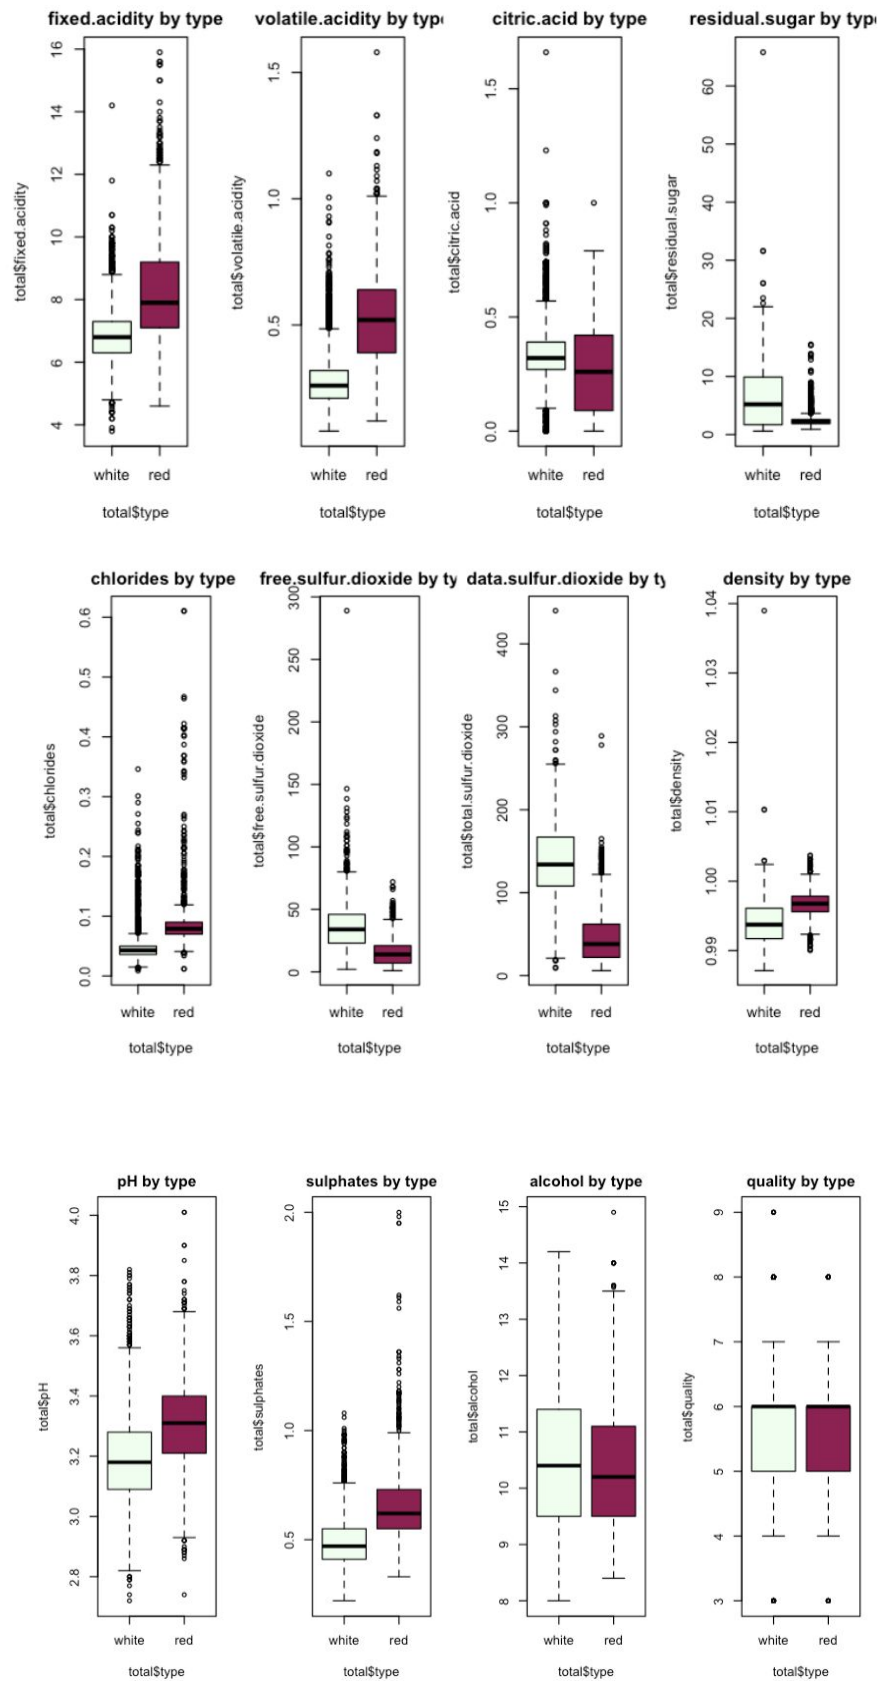 fixed.acidity by type
16
14
12
10
8
6
4
total$fixed.acidity
white red
total$type
volatile.acidity by type
1.5
1.0
0.5
total$volatile.acidity
white red
total$type
citric.acid by type
1.5
1.0
0.5
0.0
total$citric.acid
white red
total$type
residual.sugar by type
60
50
40
30
20
10
0
total$residual.sugar
white red
total$type
chlorides by type
0.6
0.5
0.4
0.3
0.2
0.1
0.0
total$chlorides
white red
total$type
free.sulfur.dioxide by ty
300
250
200
150
100
50
0
total$free.sulfur.dioxide
white red
total$type
data.sulfur.dioxide by ty
400
300
200
100
0
total$total.sulfur.dioxide
white red
total$type
density by type
1.04
1.03
1.02
1.01
1.00
0.99
total$density
white red
total$type
pH by type
4.0
3.8
3.6
3.4
3.2
3.0
2.8
total$pH
white red
total$type
sulphates by type
2.0
1.5
1.0
0.5
total$sulphates
white red
total$type
alcohol by type
15
14
13
12
11
10
9
8
total$alcohol
white red
total$type
quality by type
9
8
7
6
5
4
3
total$quality
white red
total$type